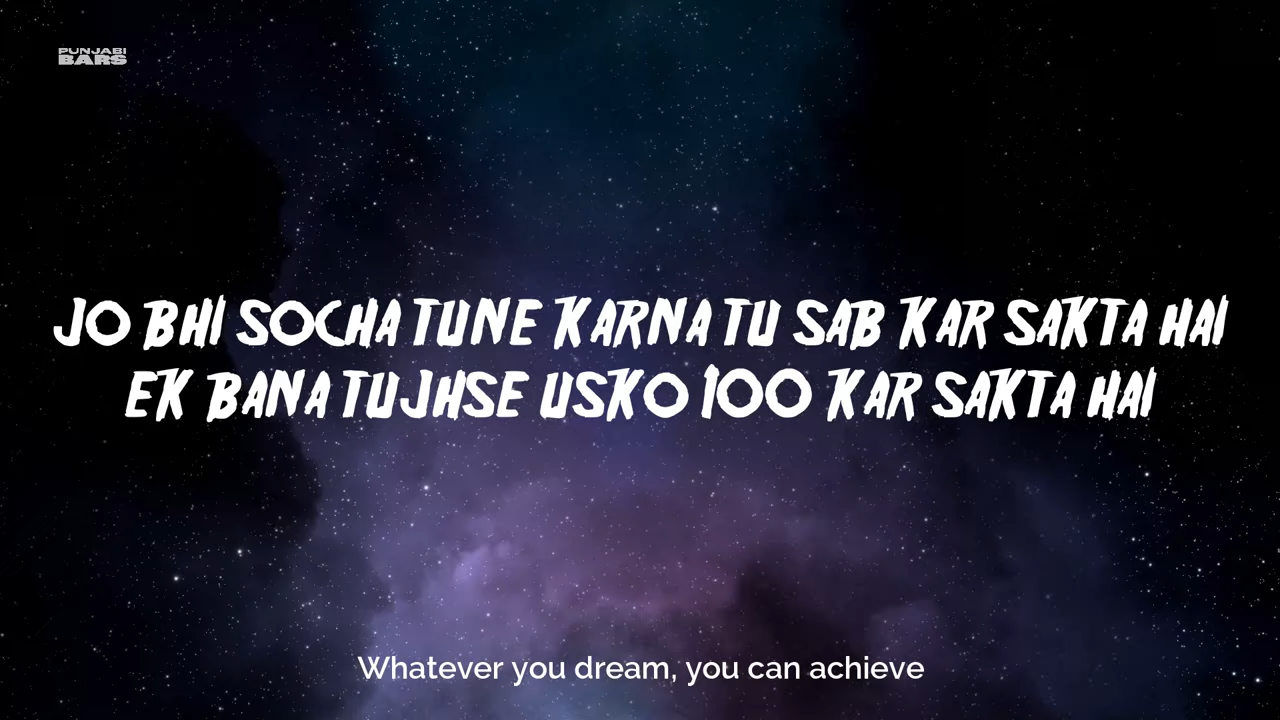 PUNJABI
BARS
JO BHI SOCHA TUNE KARNA TU SAB KAR SAKTA HAI
EK BANA TUJHSE USKO 100 KAR SAKTA HAI
Whatever you dream, you can achieve